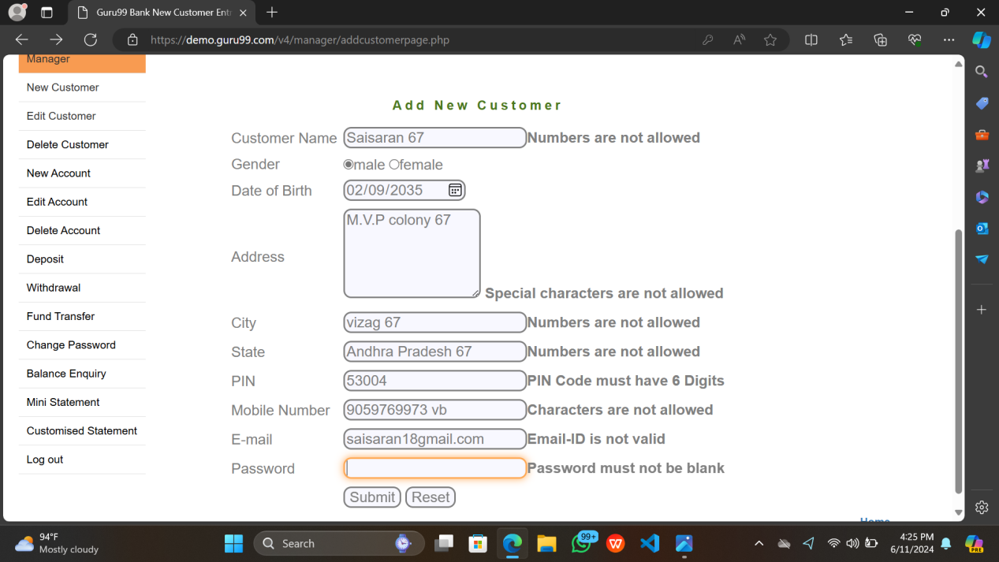 Guru99 Bank New Customer Entr
https://demo.guru99.com/v4/manager/addcustomerpage.php
Manager
New Customer
Edit Customer
Delete Customer
New Account
Edit Account
Delete Account
Deposit
Withdrawal
Fund Transfer
Change Password
Balance Enquiry
Mini Statement
Customised Statement
Log out
Add New Customer
Customer Name Saisaran 67 Numbers are not allowed
Gender male female
Date of Birth 02/09/2035
Address M.V.P colony 67 Special characters are not allowed
City vizag 67 Numbers are not allowed
State Andhra Pradesh 67 Numbers are not allowed
PIN 53004 PIN Code must have 6 Digits
Mobile Number 9059769973 vb Characters are not allowed
E-mail saisaran18gmail.com Email-ID is not valid
Password Password must not be blank
Submit Reset
Home
94°F
Mostly cloudy
Search
99+
4:25 PM
6/11/2024
PRE